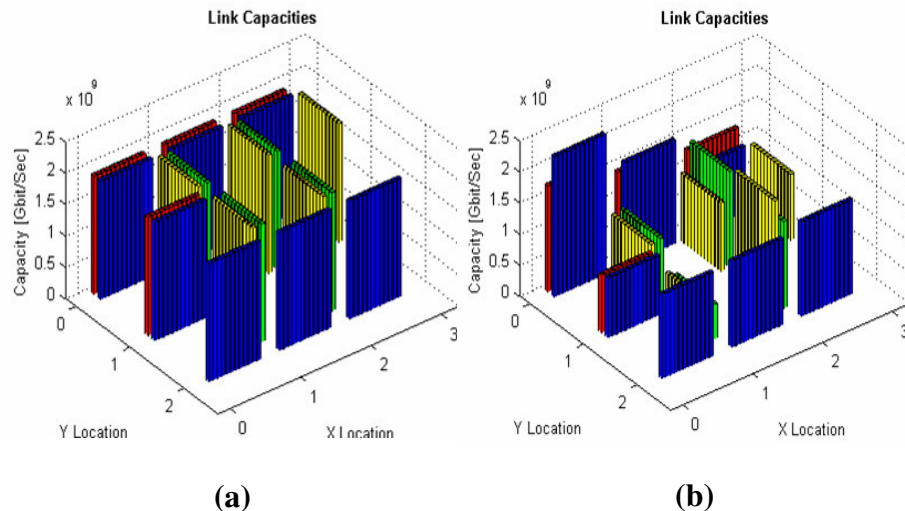 Link Capacities
x 10^9
2.5
2
1.5
1
0.5
0
Capacity [Gbit/Sec]
0
1
2
Y Location
0
1
2
3
X Location
(a)
Link Capacities
x 10^9
2.5
2
1.5
1
0.5
0
Capacity [Gbit/Sec]
0
1
2
Y Location
0
1
2
3
X Location
(b)